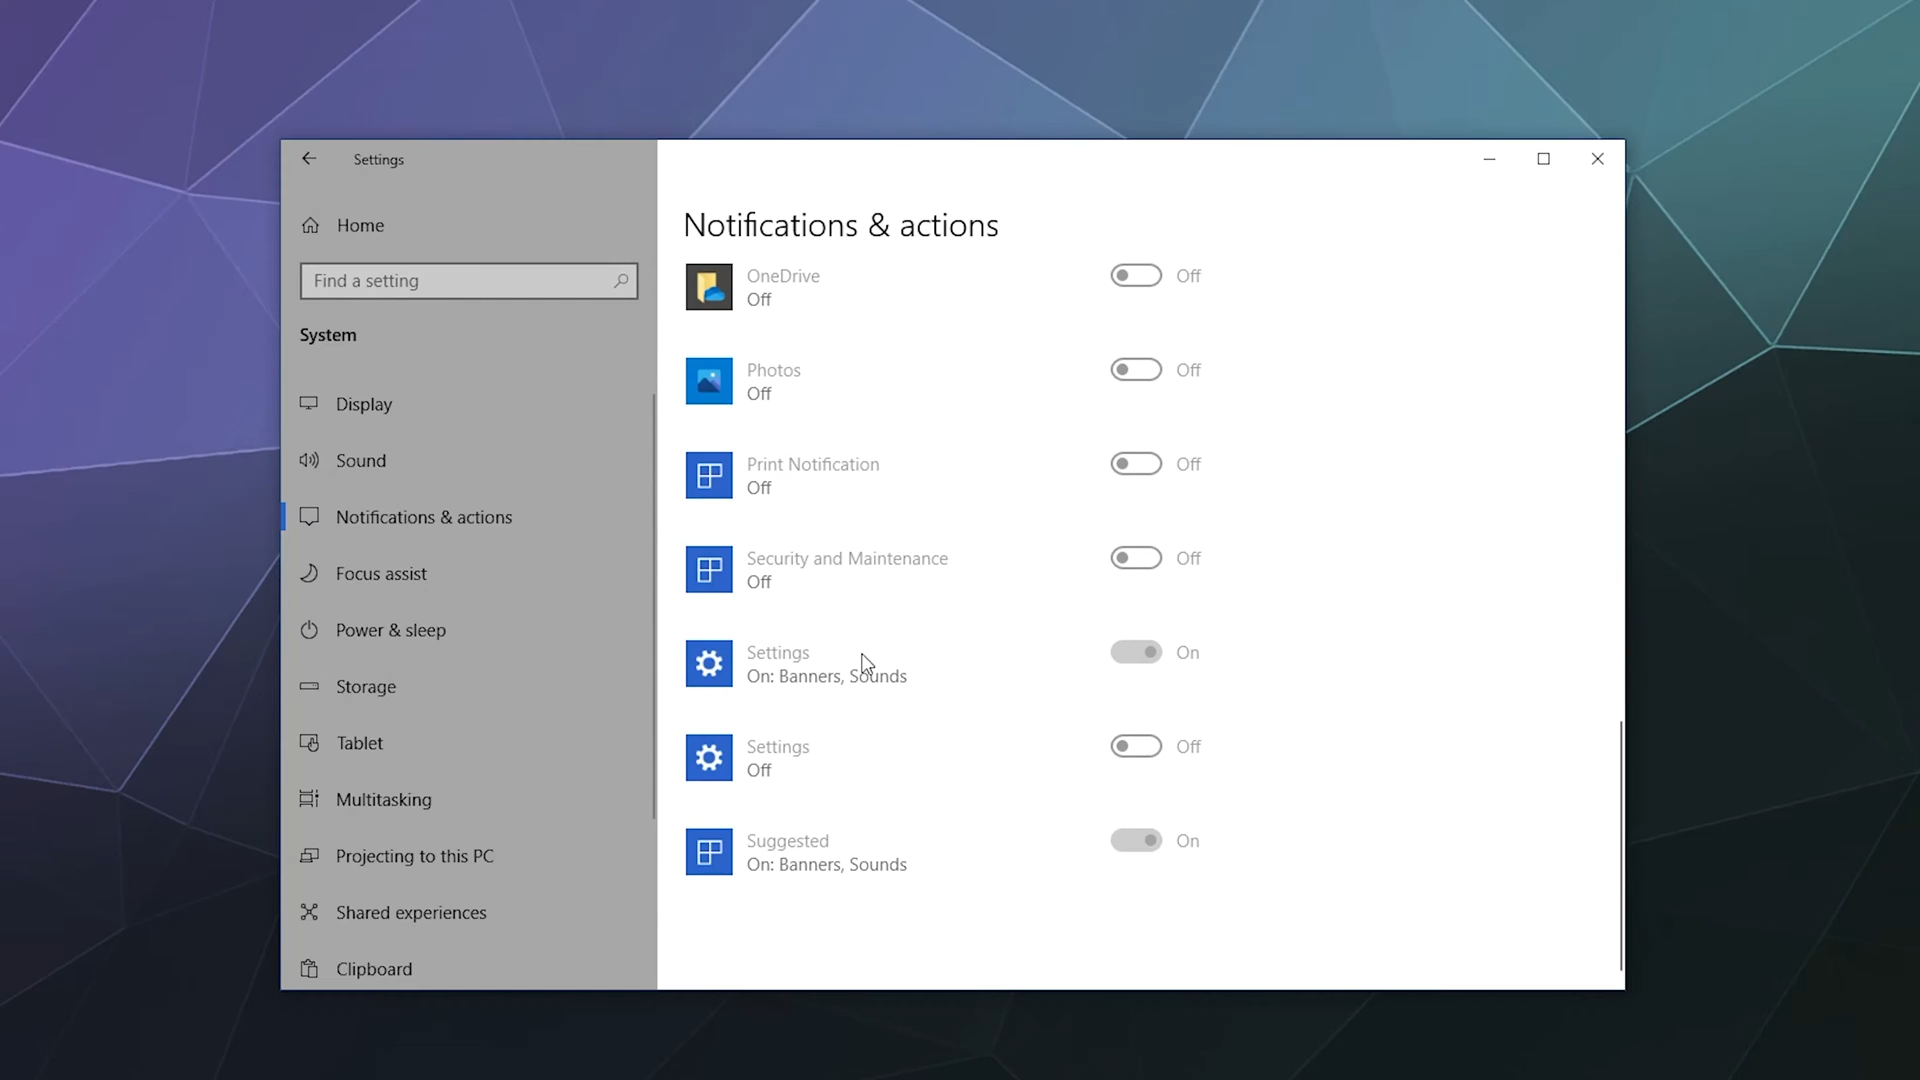 Settings
Home
Find a setting
System
Display
Sound
Notifications & actions
Focus assist
Power & sleep
Storage
Tablet
Multitasking
Projecting to this PC
Shared experiences
Clipboard
Notifications & actions
OneDrive
Off
Off
Photos
Off
Off
Print Notification
Off
Off
Security and Maintenance
Off
Off
Settings
On
On: Banners, Sounds
Settings
Off
Off
Suggested
On
On: Banners, Sounds